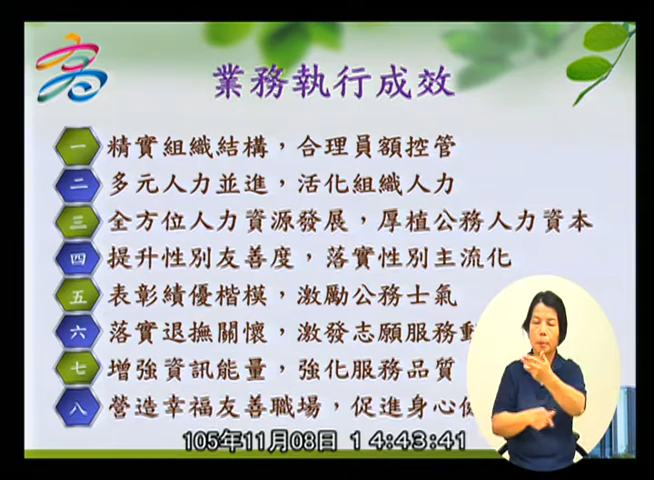 業務執行成效
一 精實組織結構，合理員額控管
二 多元人力並進，活化組織人力
三 全方位人力資源發展，厚植公務人力資本
四 提升性別友善度，落實性別主流化
五 表彰績優楷模，激勵公務士氣
六 落實退撫關懷，激發志願服務動
七 增強資訊能量，強化服務品質
八 營造幸福友善職場，促進身心健
105年11月08日 14:43:41